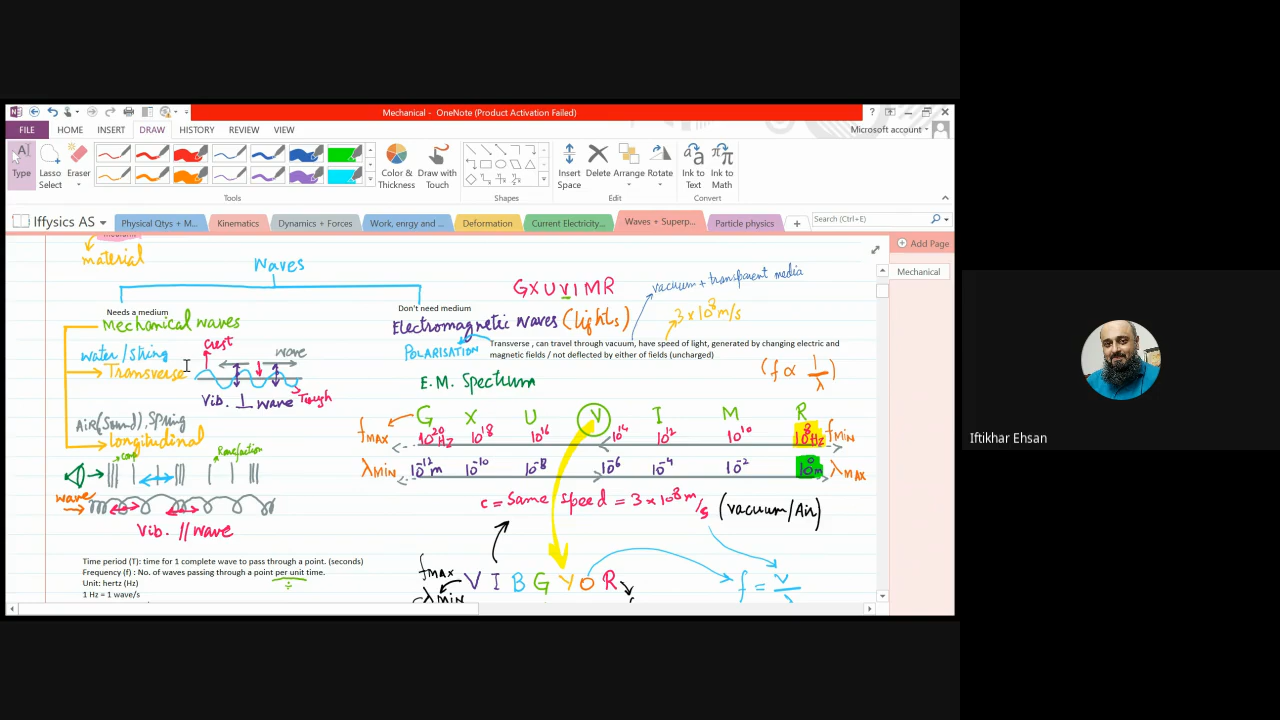 Mechanical - OneNote (Product Activation Failed)
FILE HOME INSERT DRAW HISTORY REVIEW VIEW
Microsoft account
Type
Lasso Select
Eraser
Color & Thickness
Draw with Touch
Insert Space
Delete
Arrange
Rotate
Ink to Text
Ink to Math
Tools
Shapes
Edit
Convert
Iffysics AS
Physical Qtys + M...
Kinematics
Dynamics + Forces
Work, enrgy and ...
Deformation
Current Electricity...
Waves + Superp...
Particle physics
Search (Ctrl+E)
Add Page
Mechanical
material
Waves
Needs a medium
Mechanical waves
water/string
Transverse
crest
wave
Trough
Vib. ⊥ wave
Air(Sound), Spring
longitudinal
Comp
Rarefaction
wave
Vib. // wave
Time period (T): time for 1 complete wave to pass through a point. (seconds)
Frequency (f) : No. of waves passing through a point per unit time.
÷
Unit: hertz (Hz)
1 Hz = 1 wave/s
GXUVIMR
vacuum + transparent media
Don't need medium
Electromagnetic waves (lights)
3 x 10⁸ m/s
Transverse , can travel through vacuum, have speed of light, generated by changing electric and
magnetic fields / not deflected by either of fields (uncharged)
POLARISATION
(f ∝ 1/λ)
E.M. Spectrum
G X U V I M R
fMAX 10²⁰Hz 10¹⁸ 10¹⁶ 10¹⁴ 10¹² 10¹⁰ 10⁸Hz fMIN
λMIN 10⁻¹²m 10⁻¹⁰ 10⁻⁸ 10⁻⁶ 10⁻⁴ 10⁻² 10⁰m λMAX
c = Same speed = 3 x 10⁸ m/s (vacuum/Air)
fMAX
λMIN
V I B G Y O R
f = v/λ
Iftikhar Ehsan